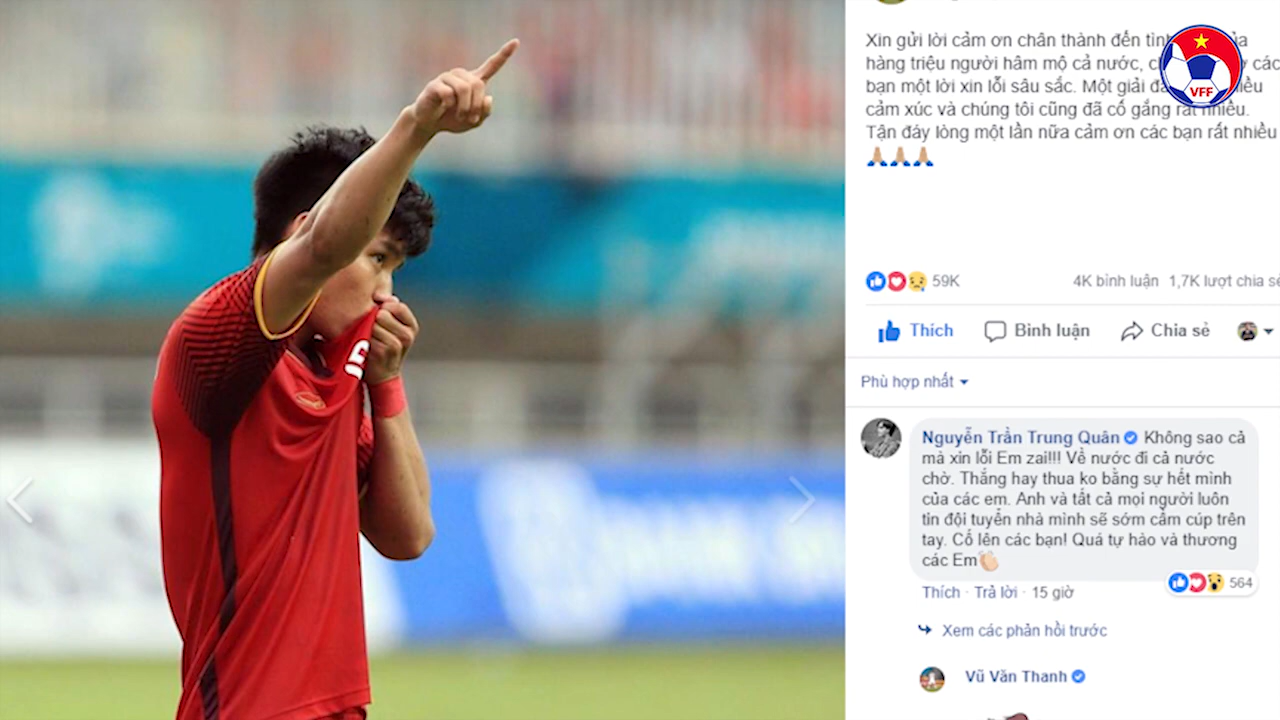 Xin gửi lời cảm ơn chân thành đến tình
hàng triệu người hâm mộ cả nước, các
bạn một lời xin lỗi sâu sắc. Một giải
cảm xúc và chúng tôi cũng đã cố gắng rất nhiều.
Tận đáy lòng một lần nữa cảm ơn các bạn rất nhiều
VFF
59K
4K bình luận 1,7K lượt chia sẻ
Thích Bình luận Chia sẻ
Phù hợp nhất
Nguyễn Trần Trung Quân Không sao cả
mà xin lỗi Em zai!!! Về nước đi cả nước
chờ. Thắng hay thua ko bằng sự hết mình
của các em. Anh và tất cả mọi người luôn
tin đội tuyển nhà mình sẽ sớm cầm cúp trên
tay. Cố lên các bạn! Quá tự hào và thương
các Em
564
Thích · Trả lời · 15 giờ
Xem các phản hồi trước
Vũ Văn Thanh